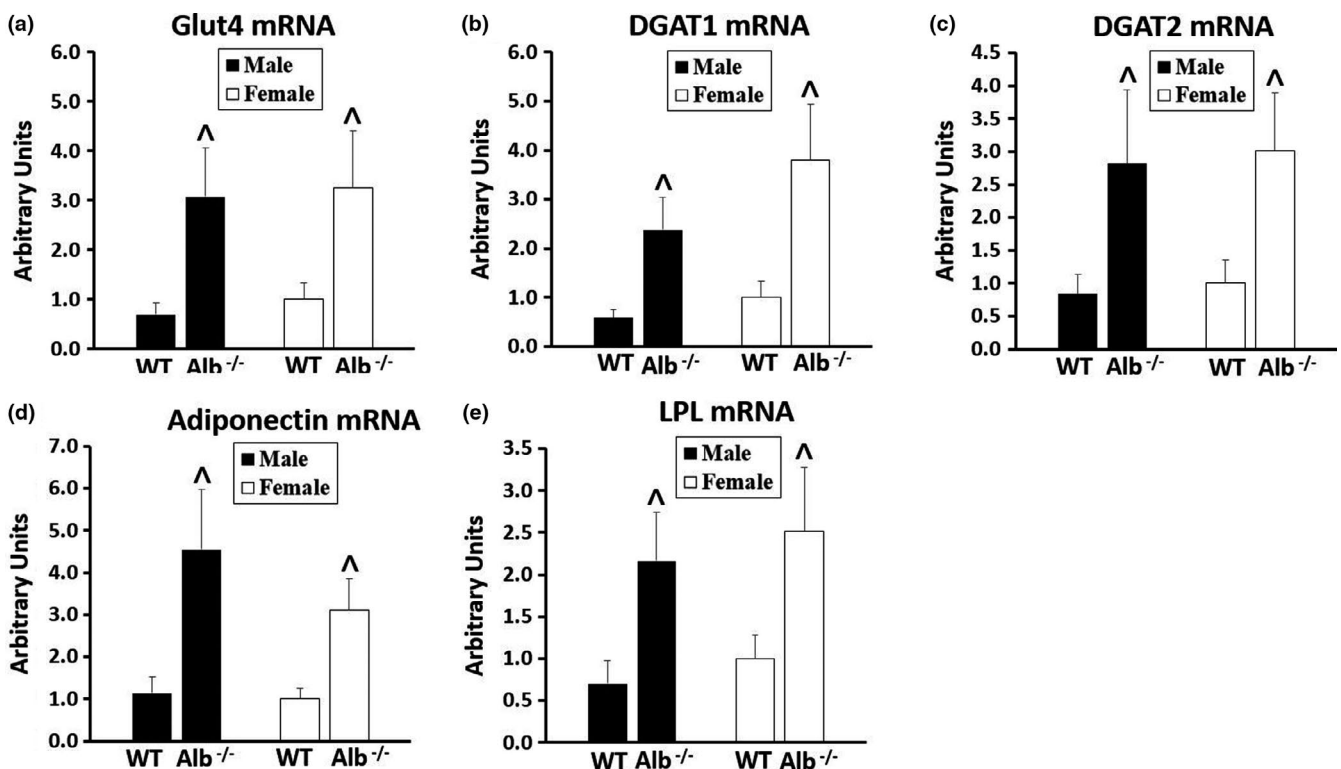 (a) Glut4 mRNA
Arbitrary Units
6.0
5.0
4.0
3.0
2.0
1.0
0.0
Male
Female
^
^
WT Alb -/- WT Alb -/-
(b) DGAT1 mRNA
Arbitrary Units
6.0
5.0
4.0
3.0
2.0
1.0
0.0
Male
Female
^
^
WT Alb -/- WT Alb -/-
(c) DGAT2 mRNA
Arbitrary Units
4.5
4.0
3.5
3.0
2.5
2.0
1.5
1.0
0.5
0.0
Male
Female
^
^
WT Alb -/- WT Alb -/-
(d) Adiponectin mRNA
Arbitrary Units
7.0
6.0
5.0
4.0
3.0
2.0
1.0
0.0
Male
Female
^
^
WT Alb -/- WT Alb -/-
(e) LPL mRNA
Arbitrary Units
3.5
3.0
2.5
2.0
1.5
1.0
0.5
0.0
Male
Female
^
^
WT Alb -/- WT Alb -/-